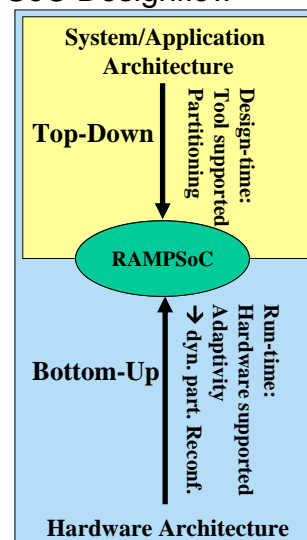 System/Application
Architecture
Top-Down
Design-time:
Tool supported
Partitioning
RAMPSoC
Bottom-Up
Run-time:
Hardware supported
Adaptivity
→ dyn. part. Reconf.
Hardware Architecture